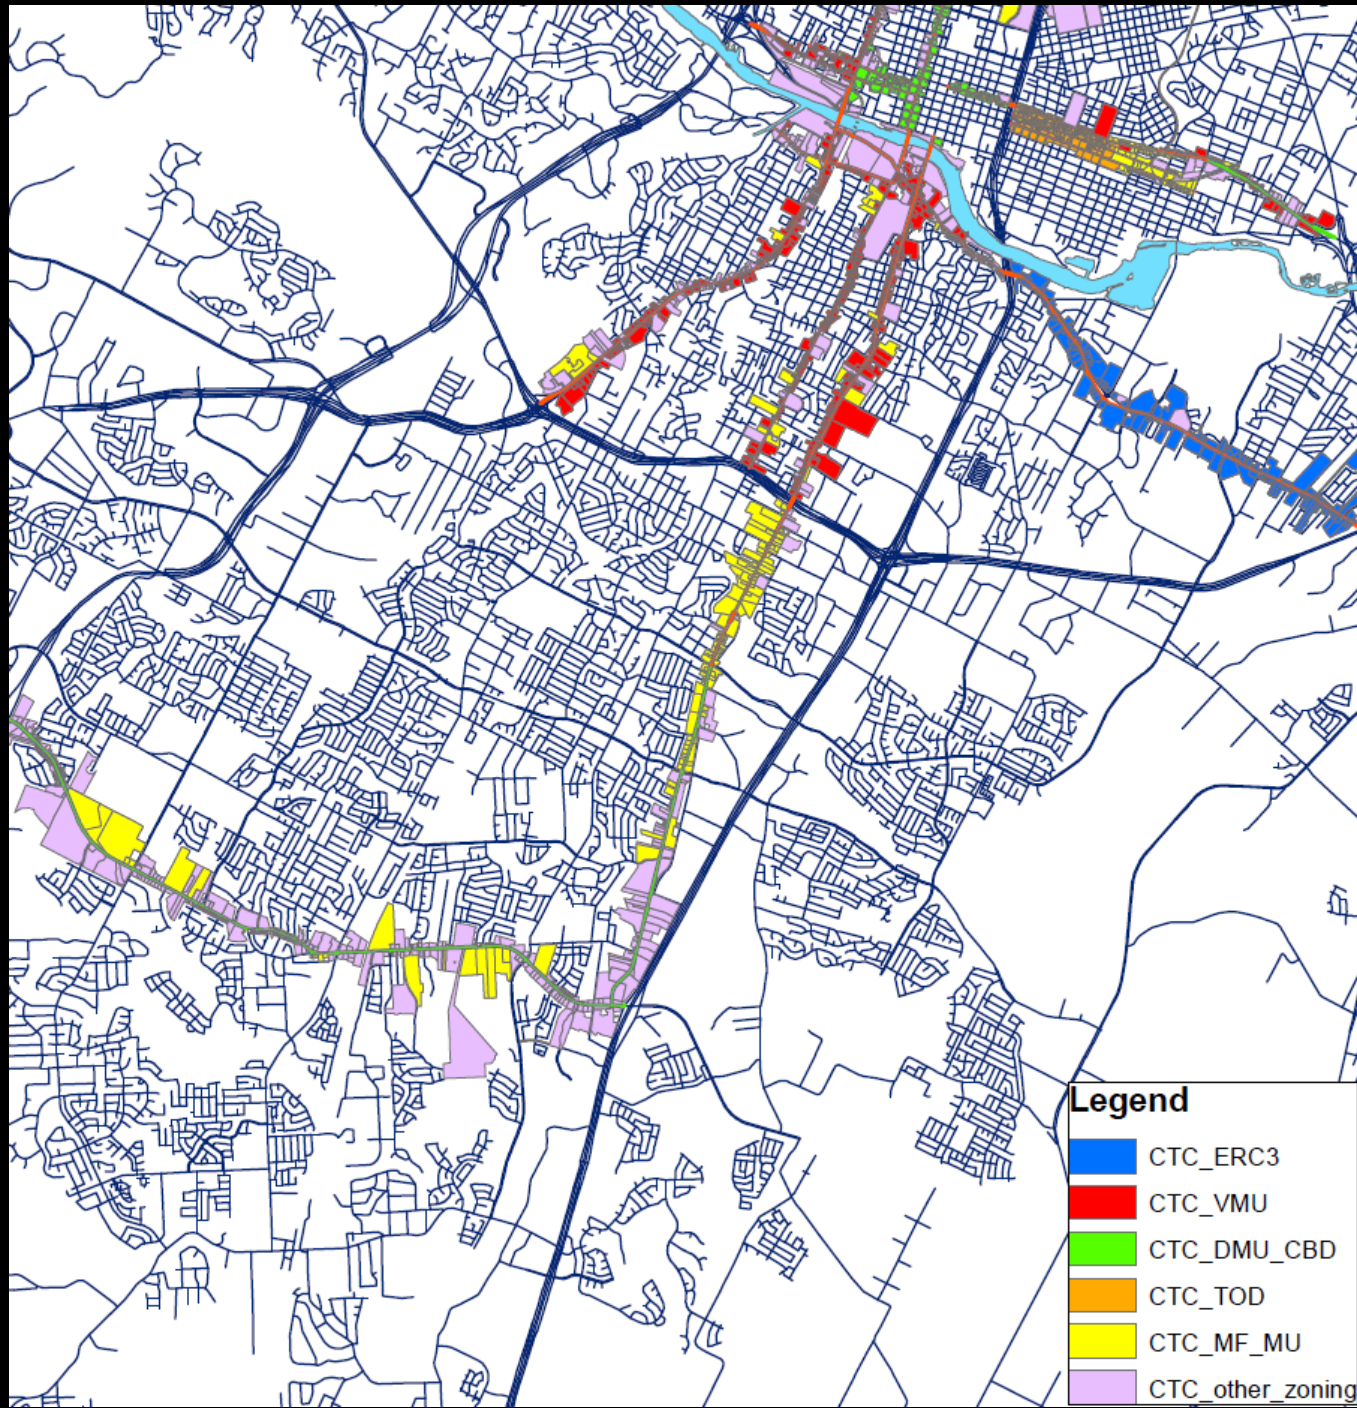 Legend
CTC_ERC3
CTC_VMU
CTC_DMU_CBD
CTC_TOD
CTC_MF_MU
CTC_other_zoning